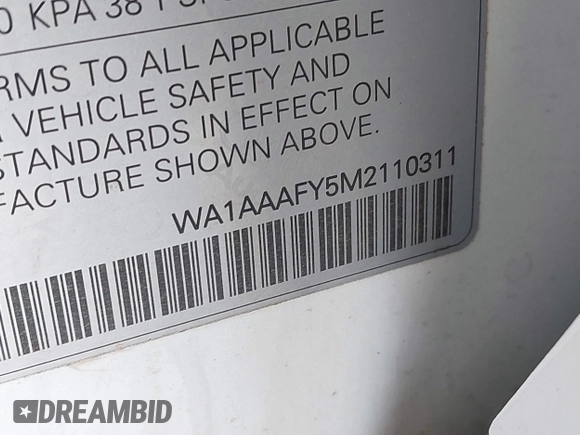 KPA 38
RMS TO ALL APPLICABLE
VEHICLE SAFETY AND
STANDARDS IN EFFECT ON
FACTURE SHOWN ABOVE.
WA1AAAFY5M2110311
DREAMBID